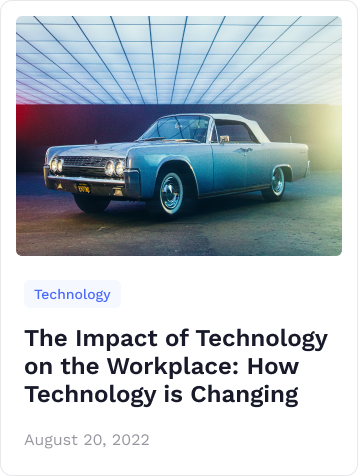 Technology
The Impact of Technology
on the Workplace: How
Technology is Changing
August 20, 2022